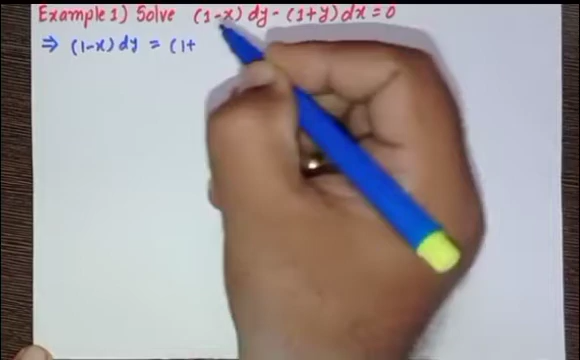 Example 1) Solve (1-x) dy - (1+y) dx = 0
⇒ (1-x) dy = (1+